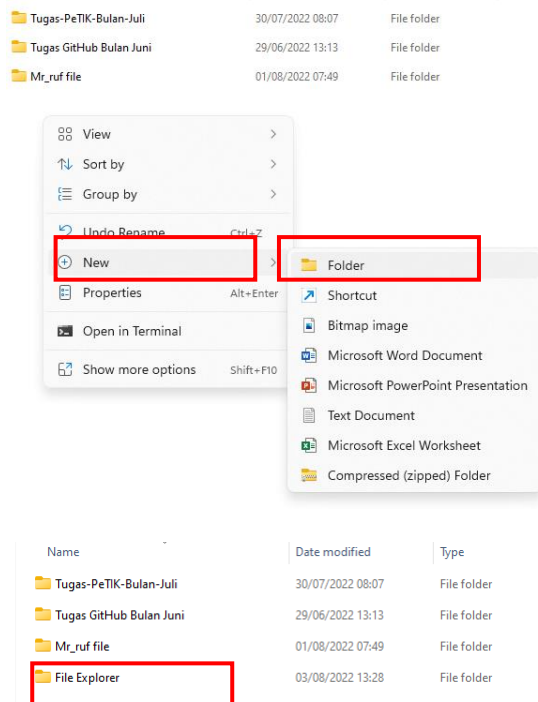 Tugas-PeTIK-Bulan-Juli 30/07/2022 08:07 File folder
Tugas GitHub Bulan Juni 29/06/2022 13:13 File folder
Mr_ruf file 01/08/2022 07:49 File folder
View
Sort by
Group by
Undo Rename Ctrl+Z
New
Properties Alt+Enter
Open in Terminal
Show more options Shift+F10
Folder
Shortcut
Bitmap image
Microsoft Word Document
Microsoft PowerPoint Presentation
Text Document
Microsoft Excel Worksheet
Compressed (zipped) Folder
Name Date modified Type
Tugas-PeTIK-Bulan-Juli 30/07/2022 08:07 File folder
Tugas GitHub Bulan Juni 29/06/2022 13:13 File folder
Mr_ruf file 01/08/2022 07:49 File folder
File Explorer 03/08/2022 13:28 File folder